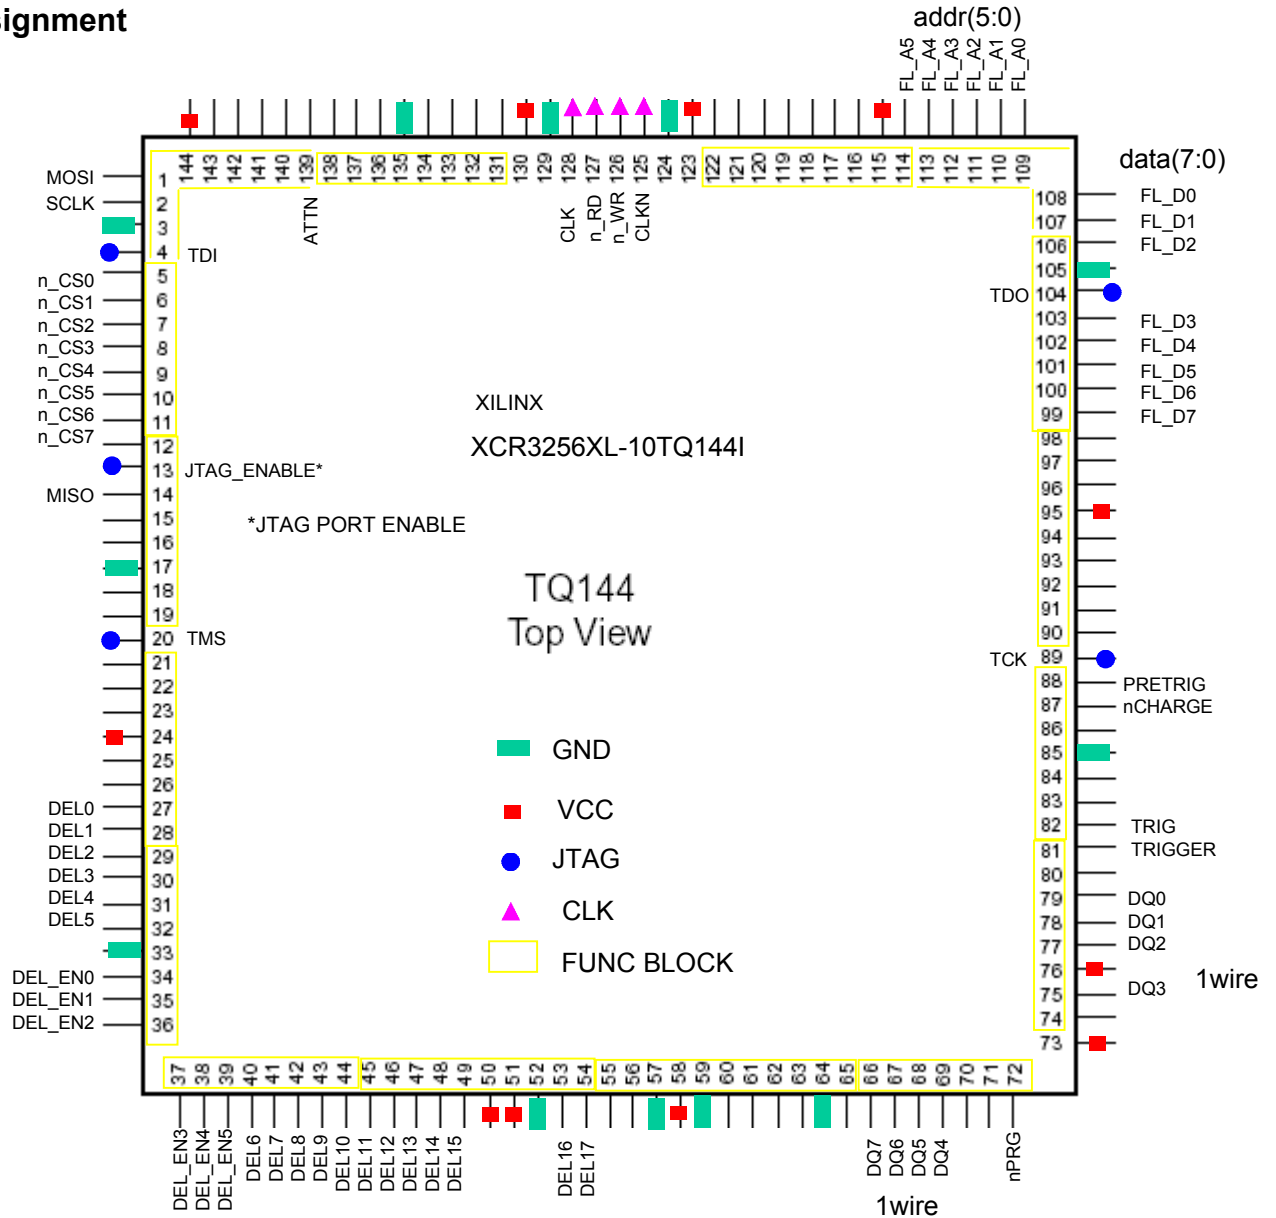 signment
addr(5:0)
FL_A5
FL_A4
FL_A3
FL_A2
FL_A1
FL_A0
144
143
142
141
140
139
138
137
136
135
134
133
132
131
130
129
128
127
126
125
124
123
122
121
120
119
118
117
116
115
114
113
112
111
110
109
ATTN
CLK
n_RD
n_WR
CLKN
data(7:0)
MOSI 1
SCLK 2
3
4 TDI
n_CS0 5
n_CS1 6
n_CS2 7
n_CS3 8
n_CS4 9
n_CS5 10
n_CS6 11
n_CS7 12
13 JTAG_ENABLE*
MISO 14
15
16
17
18
19
20 TMS
21
22
23
24
25
26
DEL0 27
DEL1 28
DEL2 29
DEL3 30
DEL4 31
DEL5 32
33
DEL_EN0 34
DEL_EN1 35
DEL_EN2 36
XILINX
XCR3256XL-10TQ144I
*JTAG PORT ENABLE
TQ144
Top View
GND
VCC
JTAG
CLK
FUNC BLOCK
108 FL_D0
107 FL_D1
106 FL_D2
105
TDO 104
103 FL_D3
102 FL_D4
101 FL_D5
100 FL_D6
99 FL_D7
98
97
96
95
94
93
92
91
90
TCK 89
88 PRETRIG
87 nCHARGE
86
85
84
83
82 TRIG
81 TRIGGER
80
79 DQ0
78 DQ1
77 DQ2
76
75 DQ3
1wire
74
73
37
38
39
40
41
42
43
44
45
46
47
48
49
50
51
52
53
54
55
56
57
58
59
60
61
62
63
64
65
66
67
68
69
70
71
72
DEL_EN3
DEL_EN4
DEL_EN5
DEL6
DEL7
DEL8
DEL9
DEL10
DEL11
DEL12
DEL13
DEL14
DEL15
DEL16
DEL17
DQ7
DQ6
DQ5
DQ4
nPRG
1wire